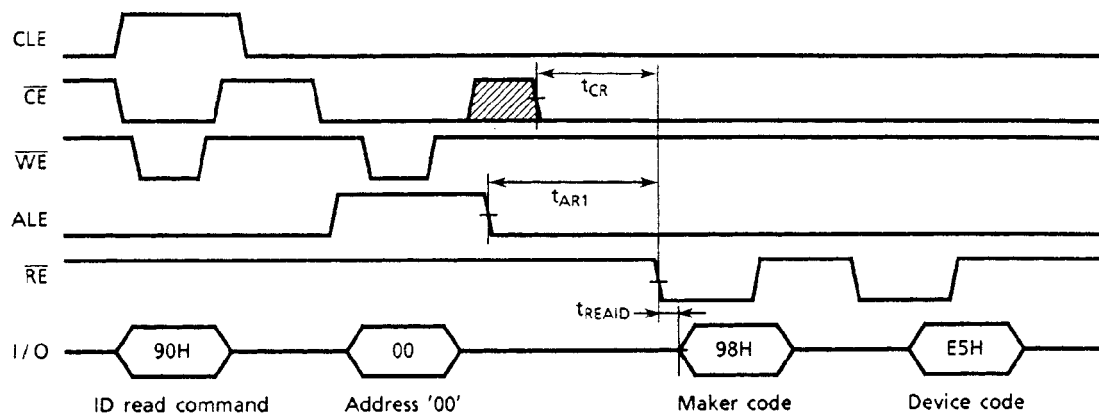 CLE
CE
tCR
WE
tAR1
ALE
RE
tREAID
I/O 90H 00 98H E5H
ID read command Address '00' Maker code Device code